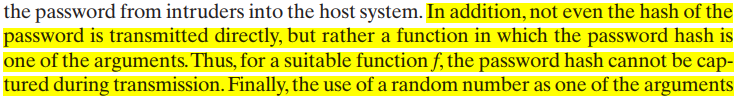 the password from intruders into the host system. In addition, not even the hash of the
password is transmitted directly, but rather a function in which the password hash is
one of the arguments. Thus, for a suitable function f, the password hash cannot be cap-
tured during transmission. Finally, the use of a random number as one of the arguments